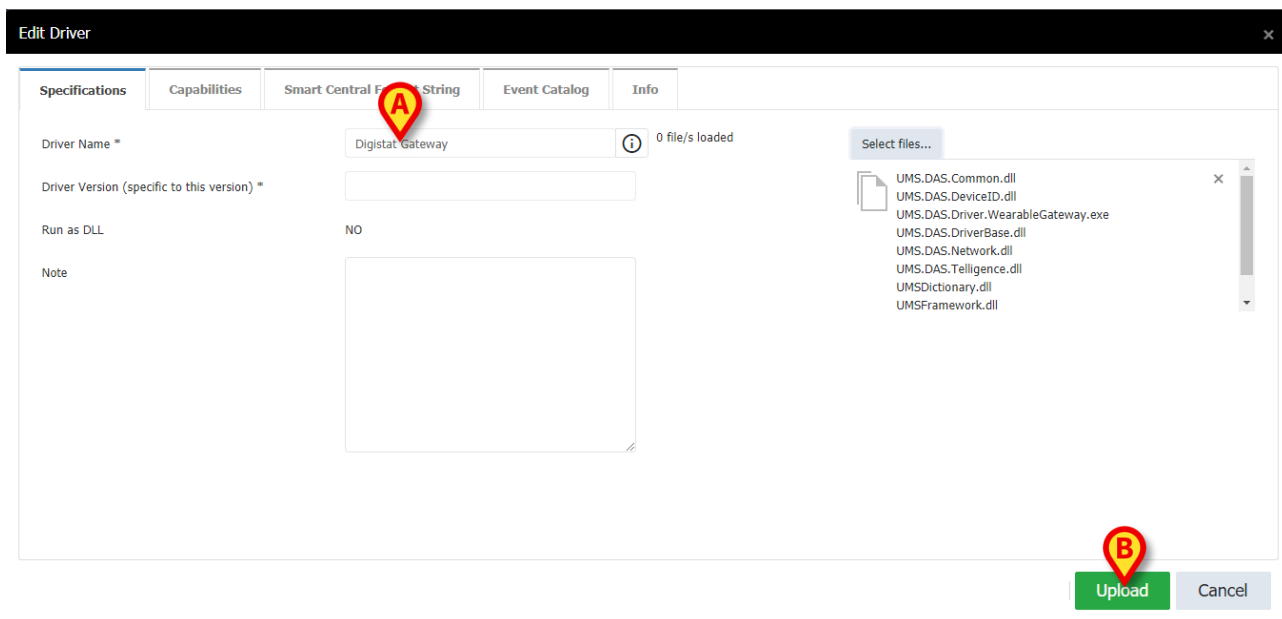 Edit Driver
Specifications Capabilities Smart Central F t String Event Catalog Info
A
Driver Name * Digistat Gateway 0 file/s loaded Select files...
Driver Version (specific to this version) *
Run as DLL NO
Note
UMS.DAS.Common.dll
UMS.DAS.DeviceID.dll
UMS.DAS.Driver.WearableGateway.exe
UMS.DAS.DriverBase.dll
UMS.DAS.Network.dll
UMS.DAS.Telligence.dll
UMSDictionary.dll
UMSFramework.dll
B
Upload Cancel